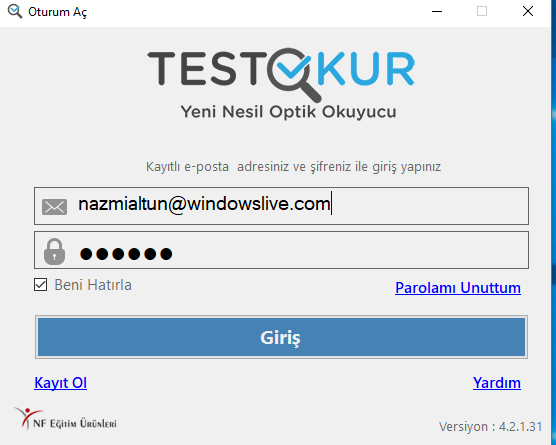 Oturum Aç
TESTOKUR
Yeni Nesil Optik Okuyucu
Kayıtlı e-posta adresiniz ve şifreniz ile giriş yapınız
nazmialtun@windowslive.com
●●●●●●
Beni Hatırla
Parolamı Unuttum
Giriş
Kayıt Ol
Yardım
NF Eğitim Ürünleri
Versiyon : 4.2.1.31